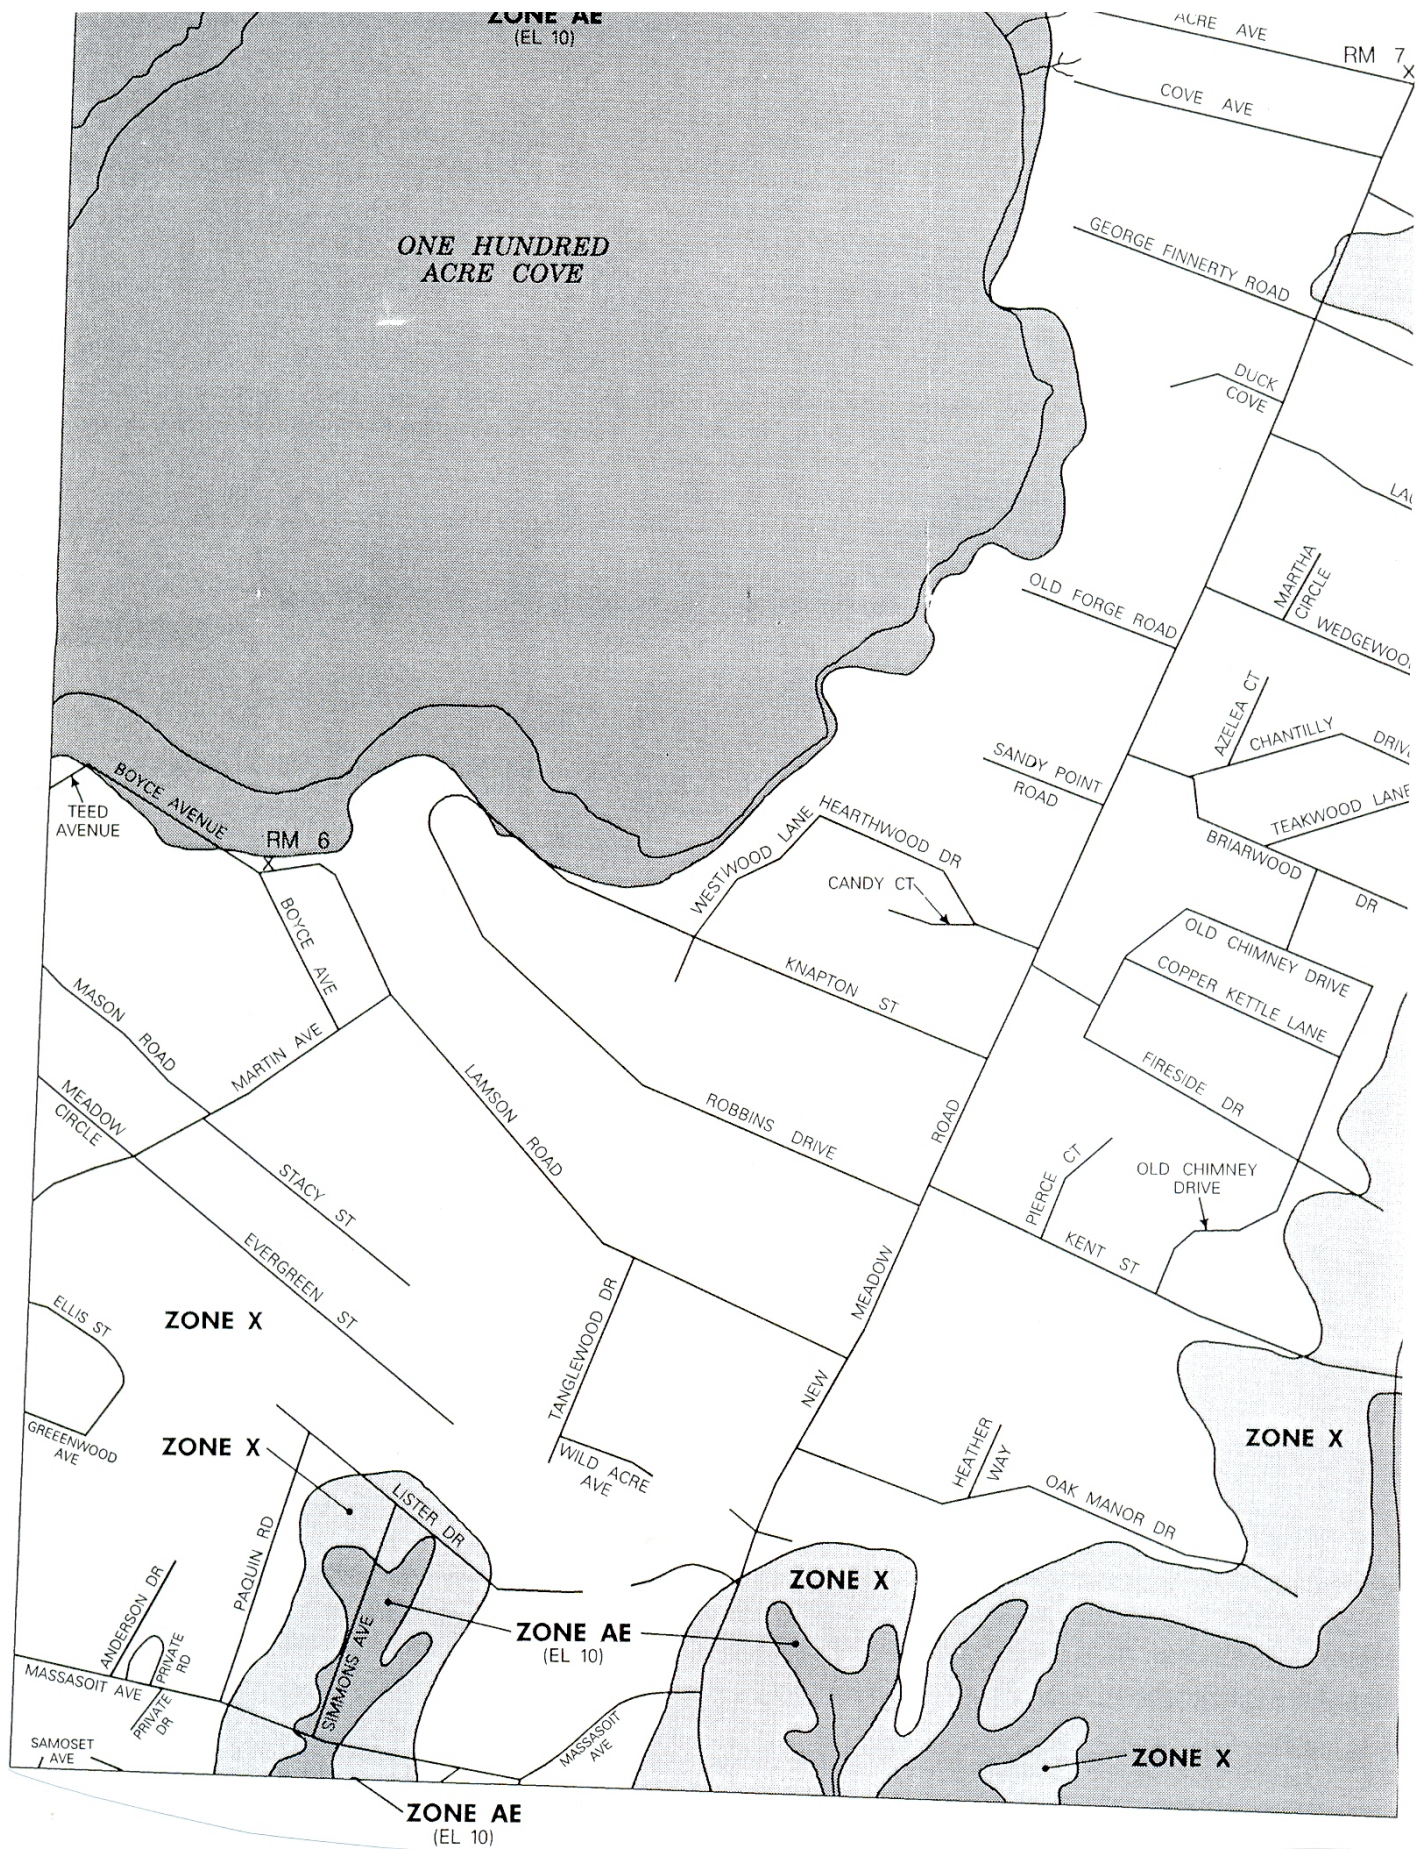 ZONE AE
(EL 10)
ACRE AVE
RM 7
COVE AVE
ONE HUNDRED
ACRE COVE
GEORGE FINNERTY ROAD
DUCK
COVE
MARTHA
CIRCLE
OLD FORGE ROAD
AZELEA CT
CHANTILLY
SANDY POINT
ROAD
TEAKWOOD LANE
BOYCE AVENUE
TEED
AVENUE
RM 6
BRIARWOOD
DR
WESTWOOD LANE
HEARTHWOOD DR
CANDY CT
OLD CHIMNEY DRIVE
COPPER KETTLE LANE
BOYCE AVE
KNAPTON ST
MASON ROAD
MARTIN AVE
MEADOW
CIRCLE
LAMSON ROAD
ROBBINS DRIVE
FIRESIDE DR
PIERCE CT
OLD CHIMNEY
DRIVE
KENT ST
STACY ST
EVERGREEN ST
NEW MEADOW ROAD
ELLIS ST
ZONE X
TANGLEWOOD DR
GREEENWOOD
AVE
ZONE X
WILD ACRE
AVE
HEATHER
WAY
OAK MANOR DR
ZONE X
LISTER DR
PAQUIN RD
ZONE X
ANDERSON DR
PRIVATE
RD
SIMMONS AVE
ZONE AE
(EL 10)
MASSASOIT AVE
PRIVATE
DR
MASSASOIT
AVE
SAMOSET
AVE
ZONE X
ZONE AE
(EL 10)